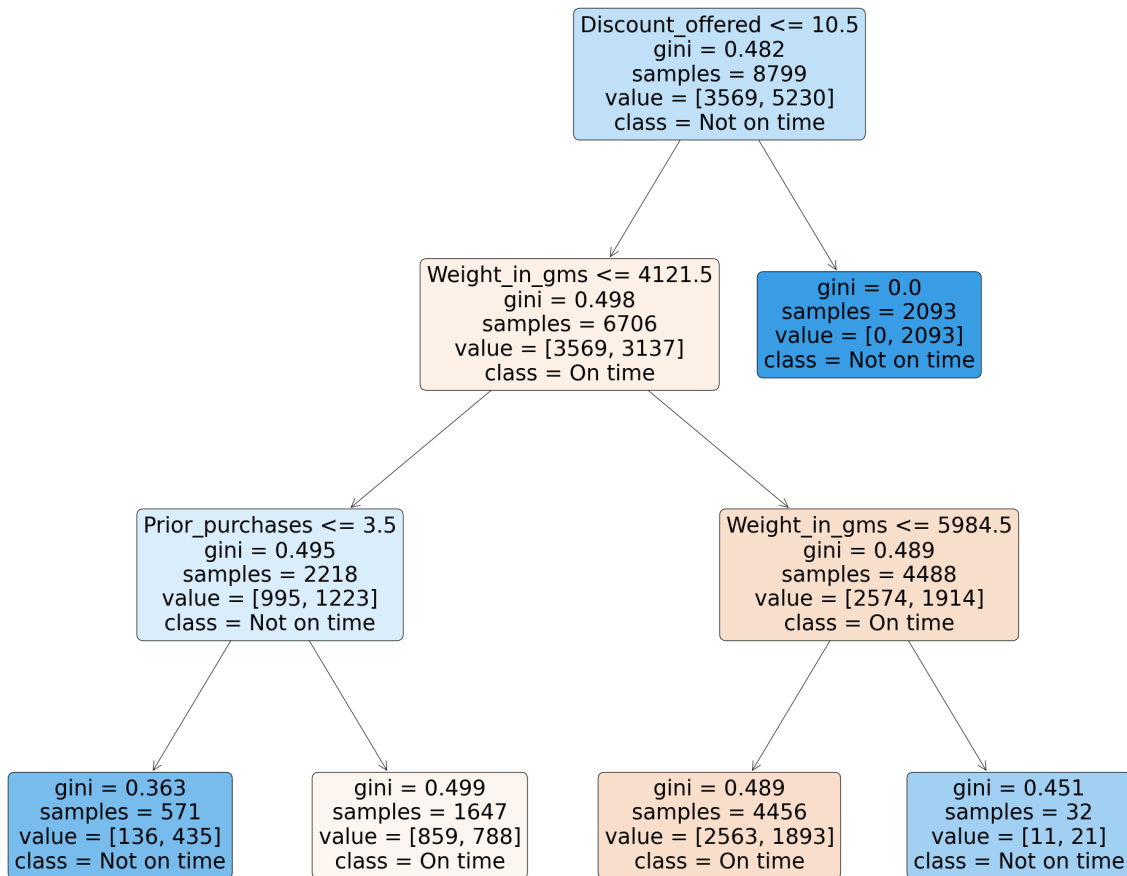 Discount_offered <= 10.5
gini = 0.482
samples = 8799
value = [3569, 5230]
class = Not on time
Weight_in_gms <= 4121.5
gini = 0.498
samples = 6706
value = [3569, 3137]
class = On time
gini = 0.0
samples = 2093
value = [0, 2093]
class = Not on time
Prior_purchases <= 3.5
gini = 0.495
samples = 2218
value = [995, 1223]
class = Not on time
Weight_in_gms <= 5984.5
gini = 0.489
samples = 4488
value = [2574, 1914]
class = On time
gini = 0.363
samples = 571
value = [136, 435]
class = Not on time
gini = 0.499
samples = 1647
value = [859, 788]
class = On time
gini = 0.489
samples = 4456
value = [2563, 1893]
class = On time
gini = 0.451
samples = 32
value = [11, 21]
class = Not on time